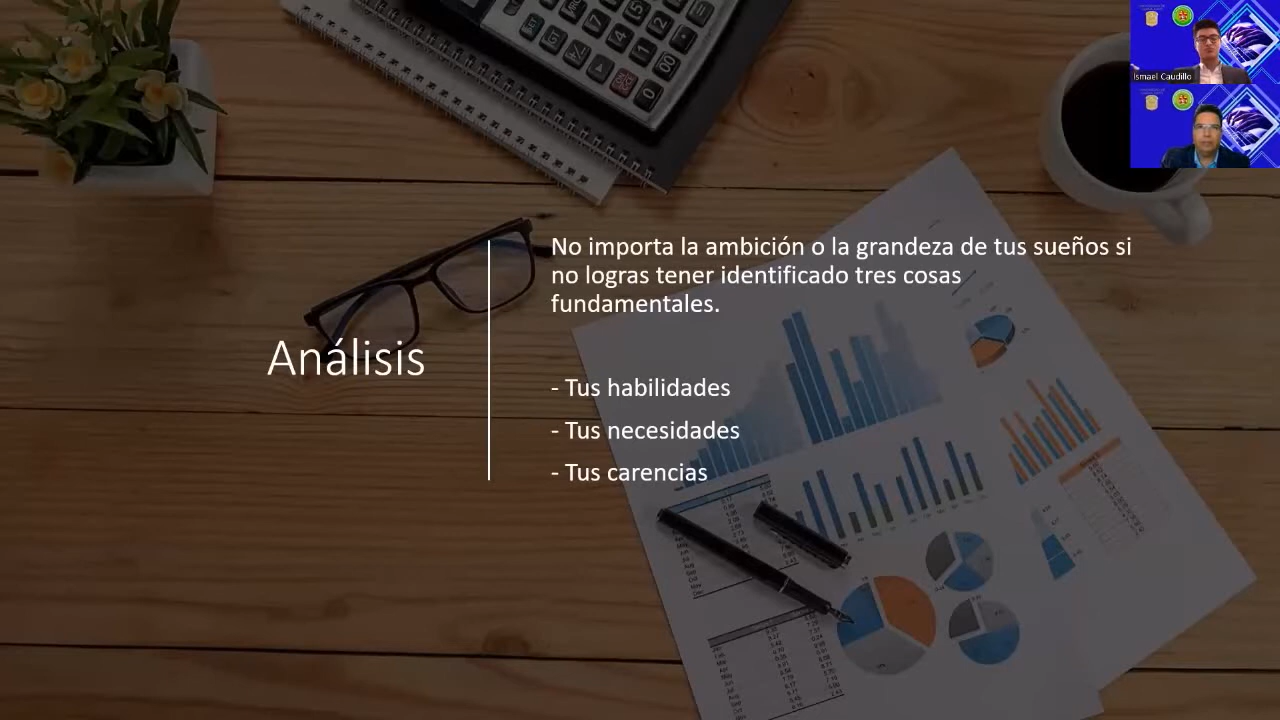 Ismael Caudillo
Análisis
No importa la ambición o la grandeza de tus sueños si
no logras tener identificado tres cosas
fundamentales.
- Tus habilidades
- Tus necesidades
- Tus carencias